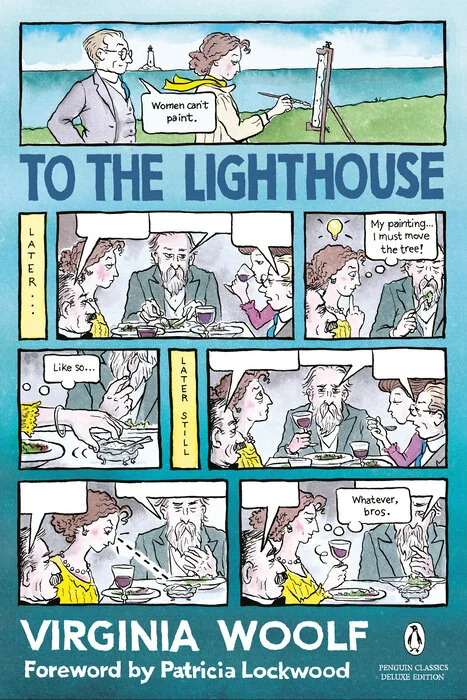 Women can't
paint.
TO THE LIGHTHOUSE
LATER...
My painting...
I must move
the tree!
Like so...
LATER STILL
Whatever,
bros.
VIRGINIA WOOLF
Foreword by Patricia Lockwood
PENGUIN CLASSICS
DELUXE EDITION